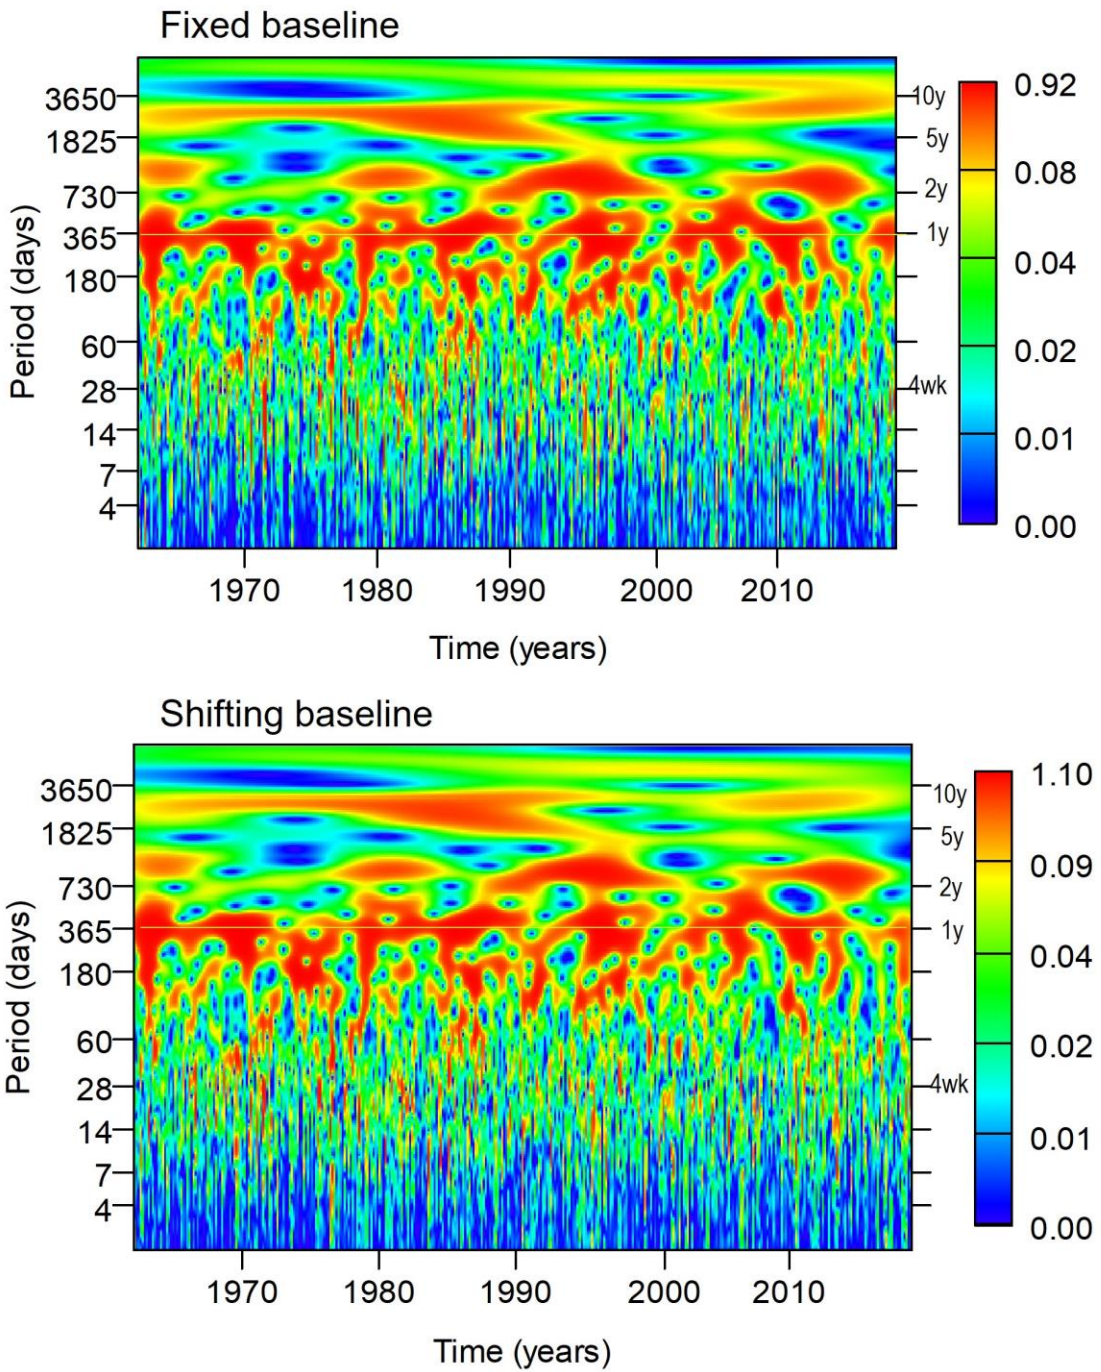 Fixed baseline
Period (days)
3650
1825
730
365
180
60
28
14
7
4
10y
5y
2y
1y
4wk
0.92
0.08
0.04
0.02
0.01
0.00
1970 1980 1990 2000 2010
Time (years)
Shifting baseline
Period (days)
3650
1825
730
365
180
60
28
14
7
4
10y
5y
2y
1y
4wk
1.10
0.09
0.04
0.02
0.01
0.00
1970 1980 1990 2000 2010
Time (years)